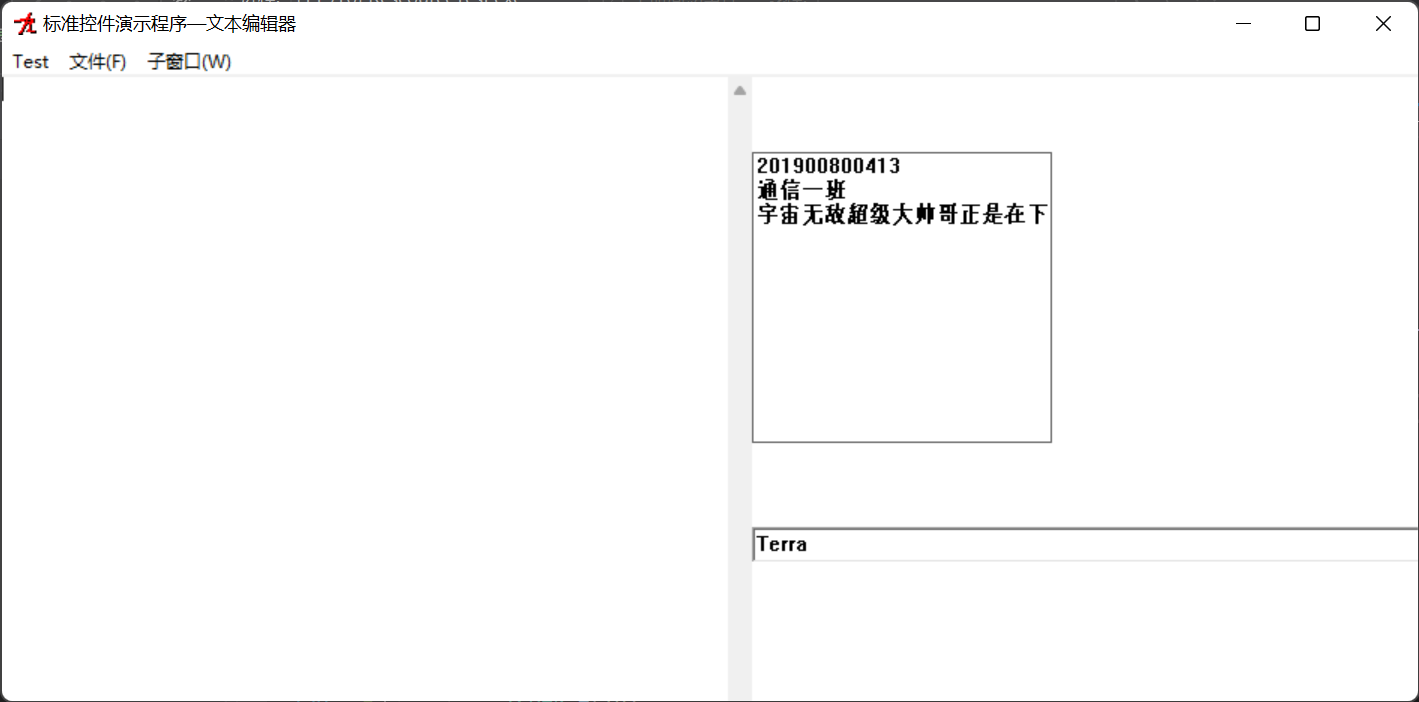 标准控件演示程序—文本编辑器
Test 文件(F) 子窗口(W)
201900800413
通信一班
宇宙无敌超级大帅哥正是在下
Terra